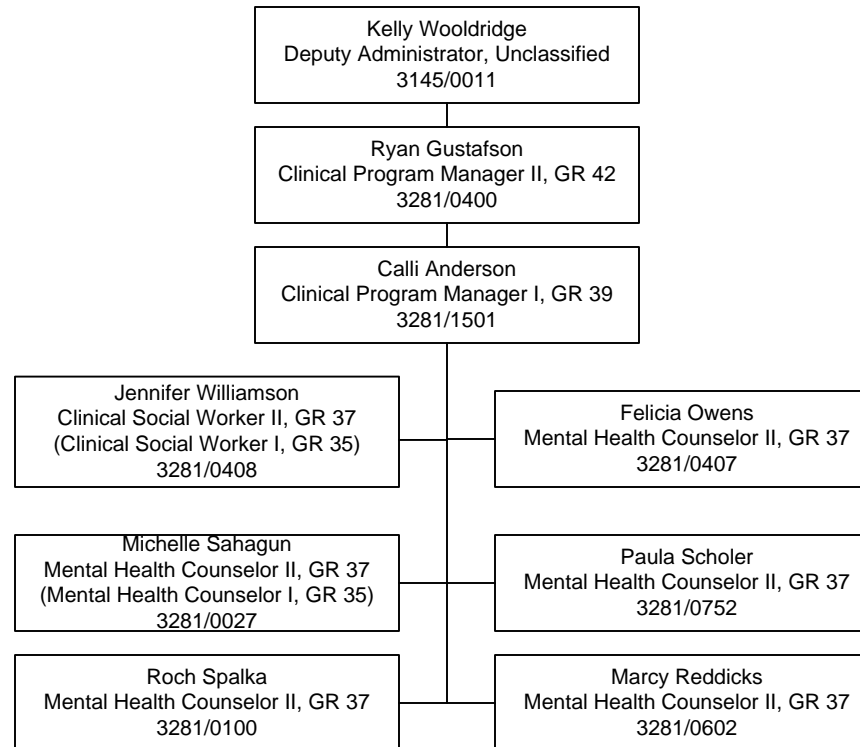 Kelly Wooldridge
Deputy Administrator, Unclassified
3145/0011
Ryan Gustafson
Clinical Program Manager II, GR 42
3281/0400
Calli Anderson
Clinical Program Manager I, GR 39
3281/1501
Jennifer Williamson
Clinical Social Worker II, GR 37
(Clinical Social Worker I, GR 35)
3281/0408
Felicia Owens
Mental Health Counselor II, GR 37
3281/0407
Michelle Sahagun
Mental Health Counselor II, GR 37
(Mental Health Counselor I, GR 35)
3281/0027
Paula Scholer
Mental Health Counselor II, GR 37
3281/0752
Roch Spalka
Mental Health Counselor II, GR 37
3281/0100
Marcy Reddicks
Mental Health Counselor II, GR 37
3281/0602